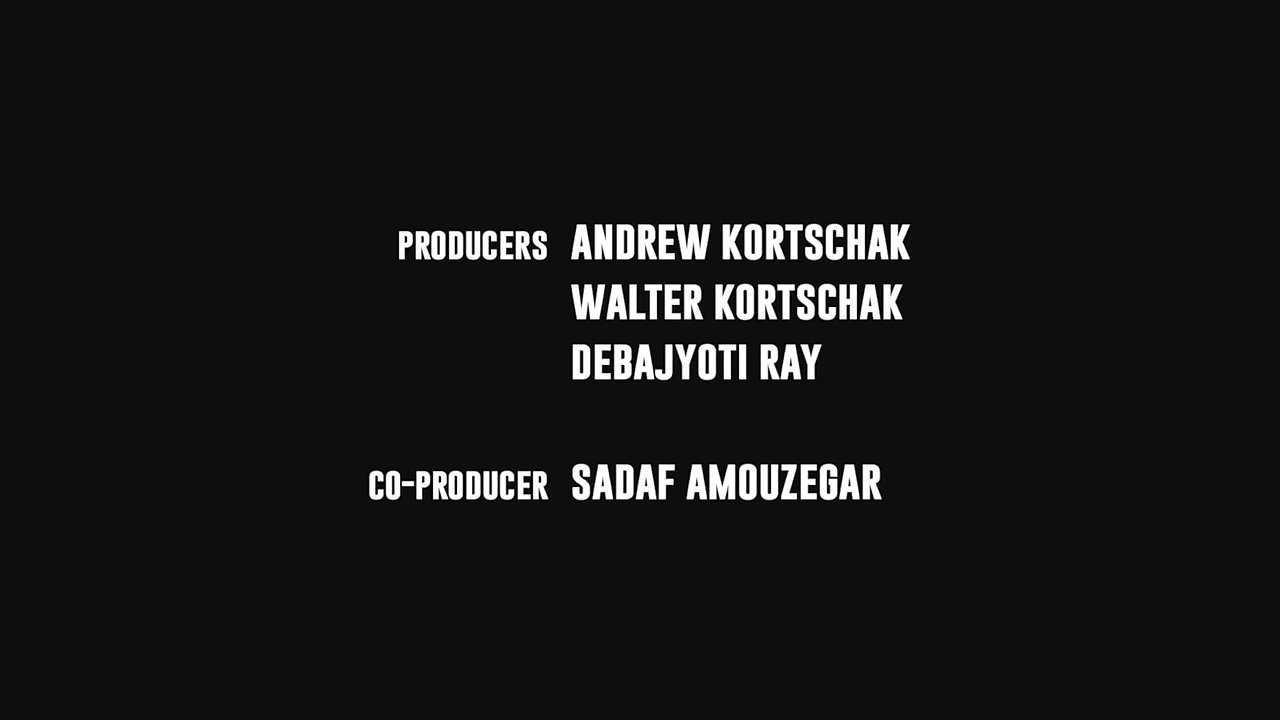 PRODUCERS ANDREW KORTSCHAK
WALTER KORTSCHAK
DEBAJYOTI RAY
CO-PRODUCER SADAF AMOUZEGAR